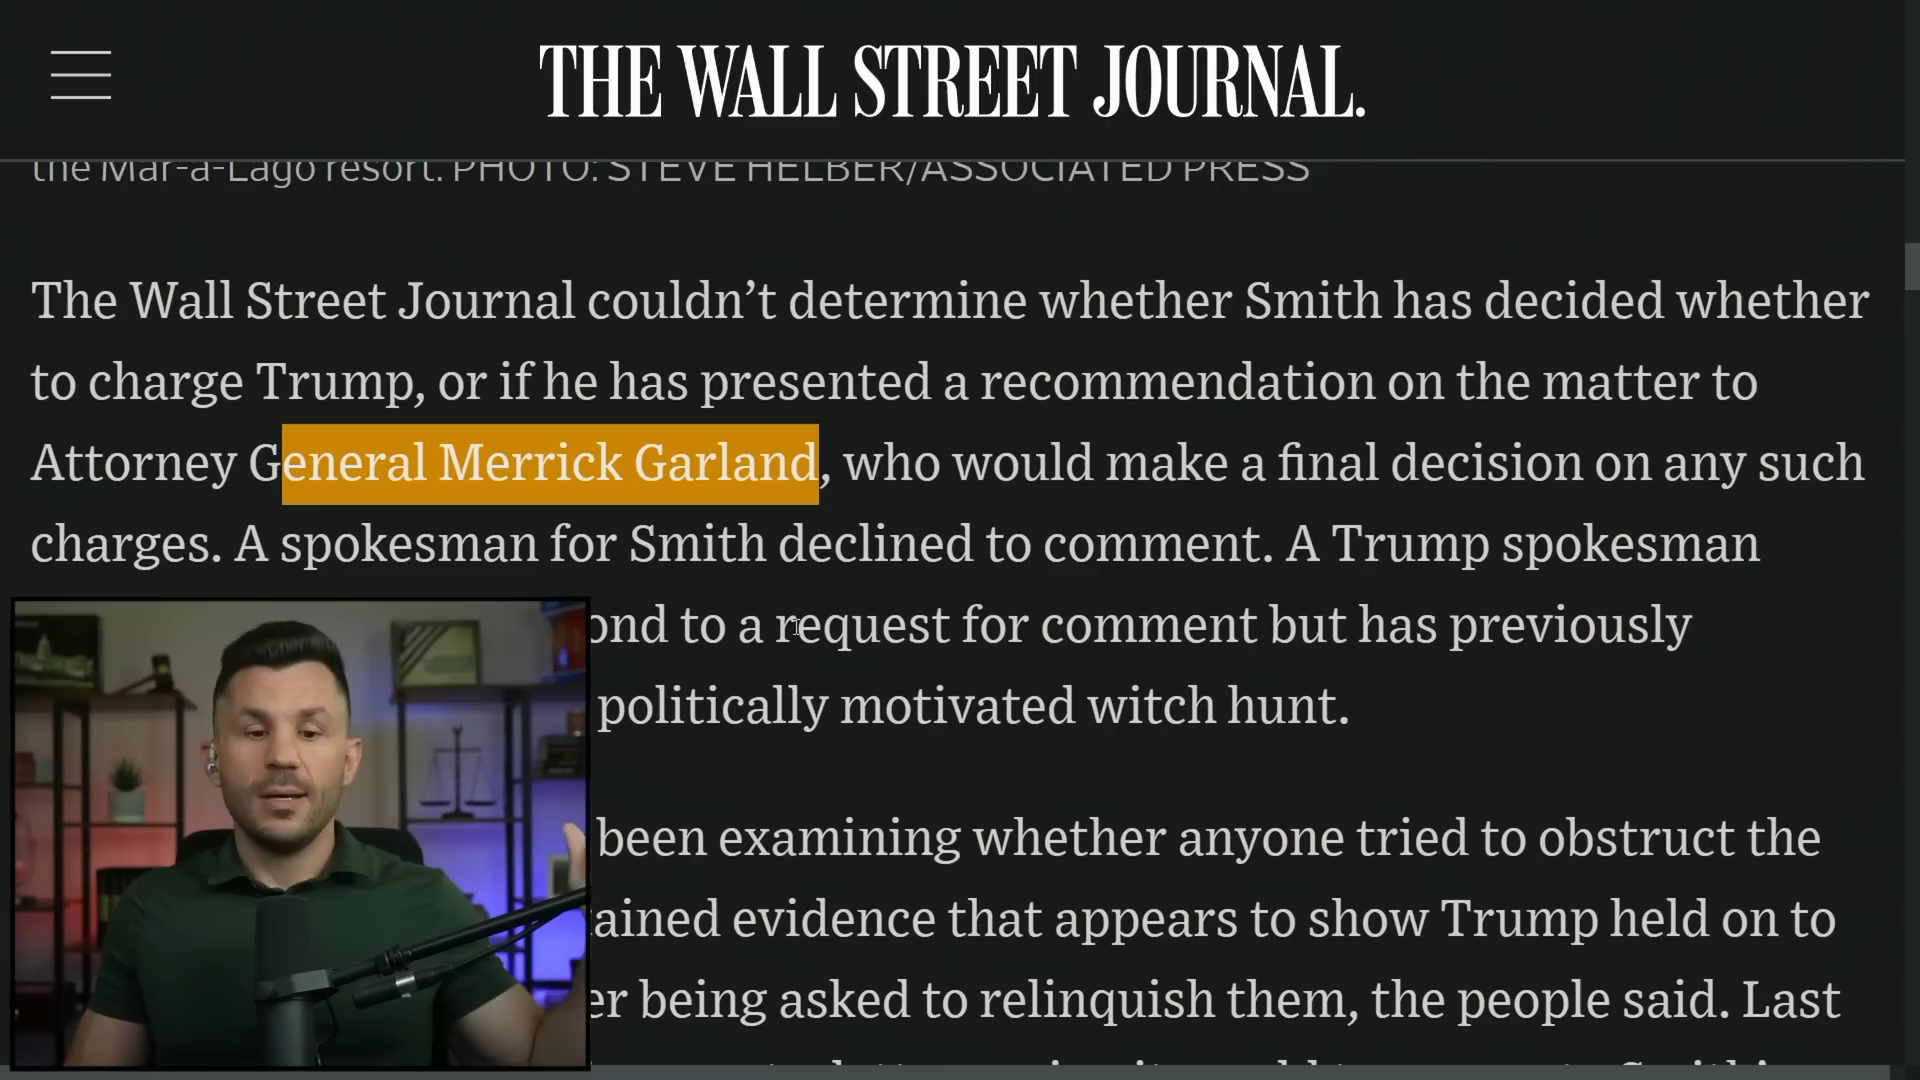 THE WALL STREET JOURNAL.
the Mar-a-Lago resort. PHOTO: STEVE HELBER/ASSOCIATED PRESS
The Wall Street Journal couldn’t determine whether Smith has decided whether
to charge Trump, or if he has presented a recommendation on the matter to
Attorney General Merrick Garland, who would make a final decision on any such
charges. A spokesman for Smith declined to comment. A Trump spokesman
ond to a request for comment but has previously
politically motivated witch hunt.
been examining whether anyone tried to obstruct the
tained evidence that appears to show Trump held on to
er being asked to relinquish them, the people said. Last